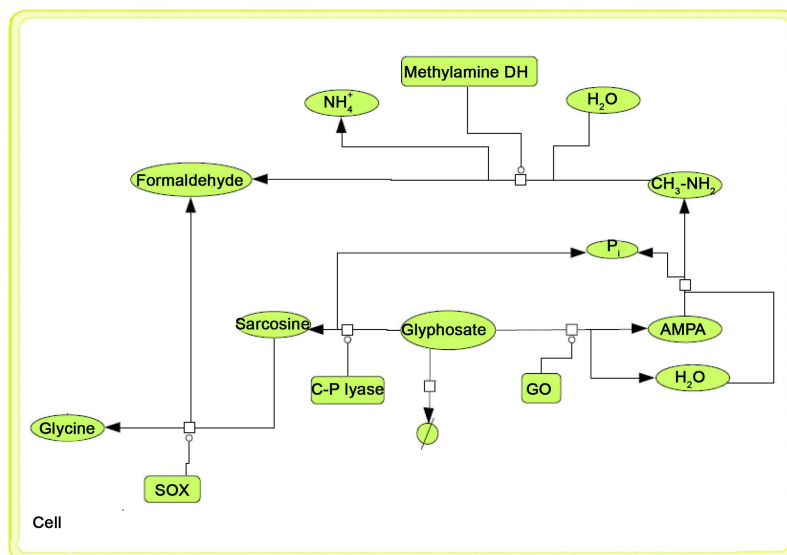 Methylamine DH
NH₄⁺
H₂O
Formaldehyde
CH₃-NH₂
Pᵢ
Sarcosine
Glyphosate
AMPA
C-P lyase
GO
H₂O
Glycine
SOX
Cell